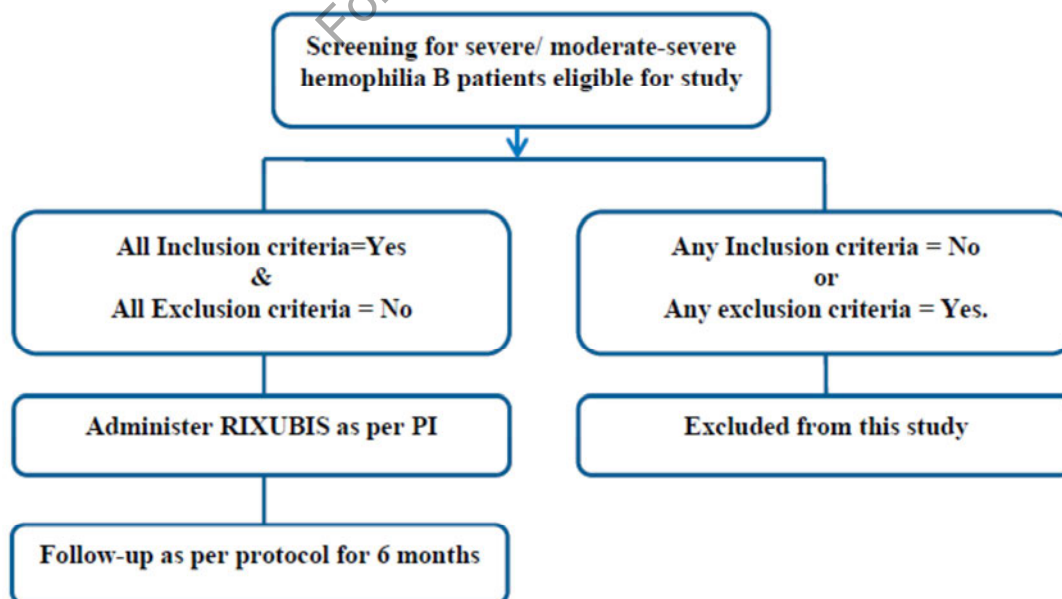 For
Screening for severe/ moderate-severe
hemophilia B patients eligible for study
All Inclusion criteria=Yes
&
All Exclusion criteria = No
Any Inclusion criteria = No
or
Any exclusion criteria = Yes.
Administer RIXUBIS as per PI
Excluded from this study
Follow-up as per protocol for 6 months